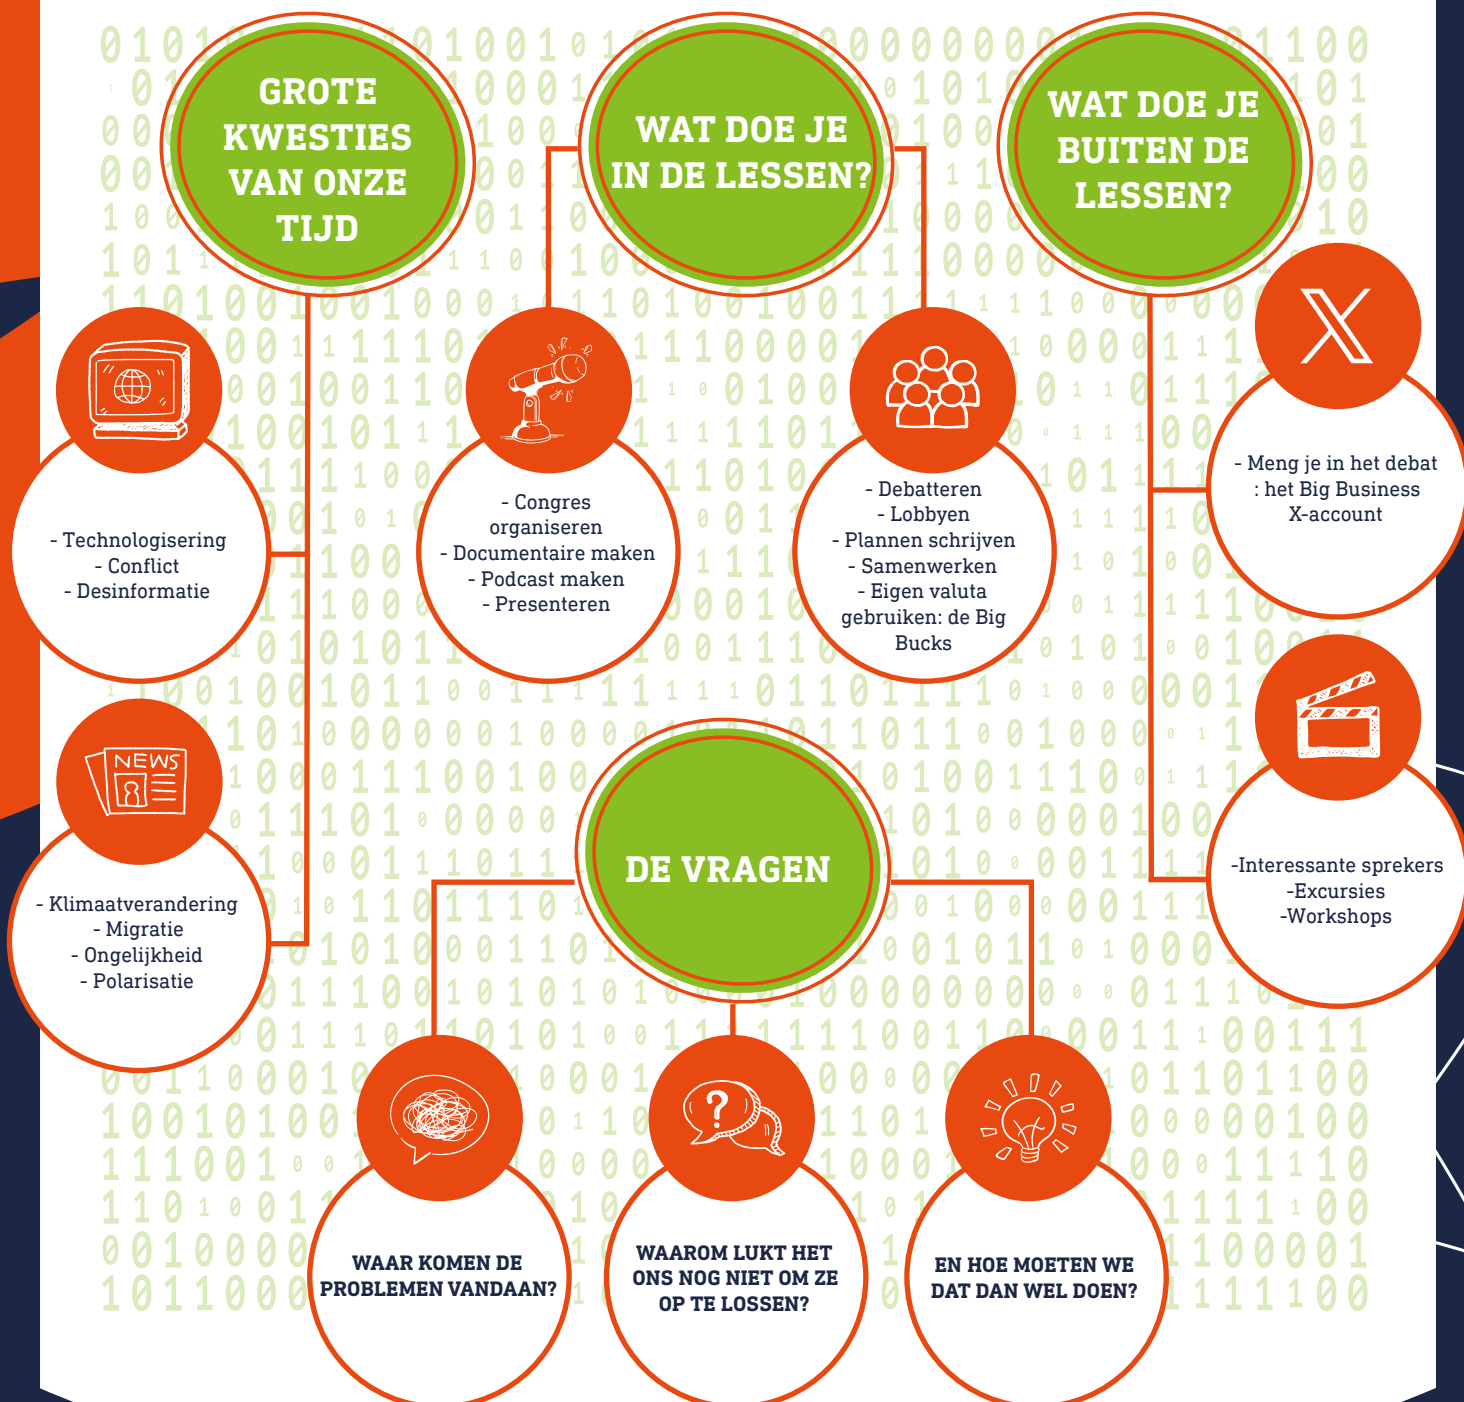 GROTE
KWESTIES
VAN ONZE
TIJD
- Technologisering
- Conflict
- Desinformatie
NEWS
- Klimaatverandering
- Migratie
- Ongelijkheid
- Polarisatie
WAT DOE JE
IN DE LESSEN?
- Congres
organiseren
- Documentaire maken
- Podcast maken
- Presenteren
- Debatteren
- Lobbyen
- Plannen schrijven
- Samenwerken
- Eigen valuta
gebruiken: de Big
Bucks
WAT DOE JE
BUITEN DE
LESSEN?
- Meng je in het debat
: het Big Business
X-account
-Interessante sprekers
-Excursies
-Workshops
DE VRAGEN
WAAR KOMEN DE
PROBLEMEN VANDAAN?
?
WAAROM LUKT HET
ONS NOG NIET OM ZE
OP TE LOSSEN?
EN HOE MOETEN WE
DAT DAN WEL DOEN?